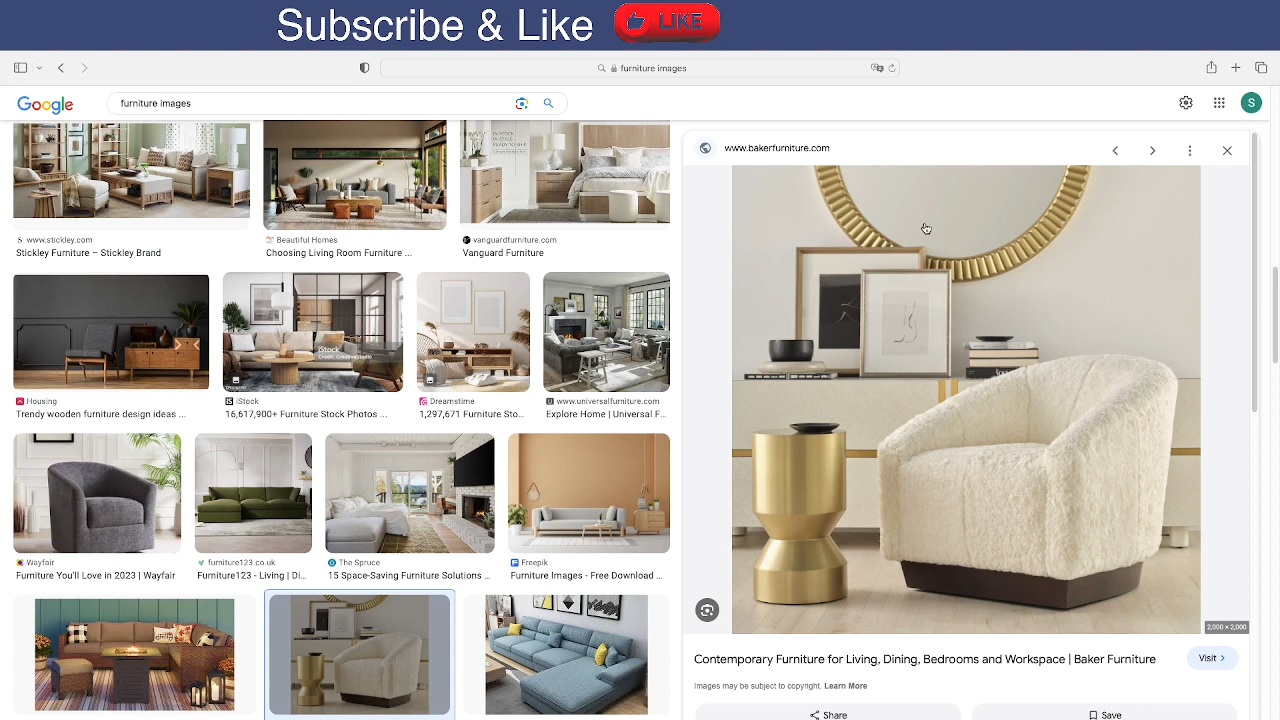 Subscribe & Like LIKE
furniture images
Google
furniture images
www.bakerfurniture.com
www.stickley.com
Stickley Furniture – Stickley Brand
Beautiful Homes
Choosing Living Room Furniture ...
vanguardfurniture.com
Vanguard Furniture
Housing
Trendy wooden furniture design ideas ...
iStock
Credit: CreativaStudio
iStock
16,617,900+ Furniture Stock Photos ...
Dreamstime
1,297,671 Furniture Sto...
www.universalfurniture.com
Explore Home | Universal F...
Wayfair
Furniture You'll Love in 2023 | Wayfair
furniture123.co.uk
Furniture123 - Living | Di...
The Spruce
15 Space-Saving Furniture Solutions ...
Freepik
Furniture Images - Free Download ...
2,000 × 2,000
Contemporary Furniture for Living, Dining, Bedrooms and Workspace | Baker Furniture
Visit
Images may be subject to copyright. Learn More
Share
Save
S